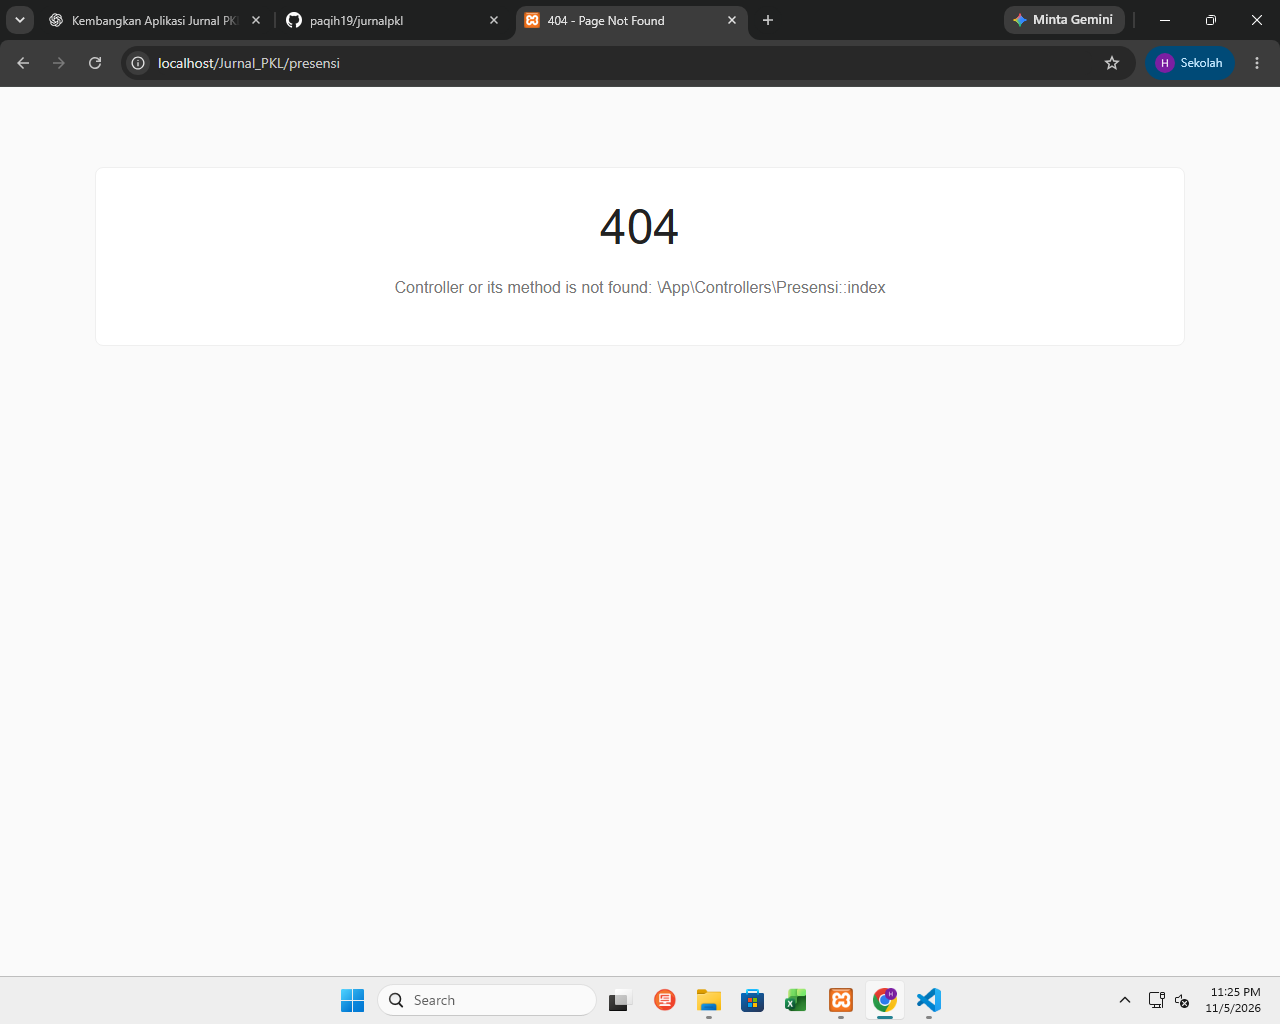 Kembangkan Aplikasi Jurnal PK
paqih19/jurnalpkl
404 - Page Not Found
Minta Gemini
localhost/Jurnal_PKL/presensi
H
Sekolah
404
Controller or its method is not found: \App\Controllers\Presensi::index
Search
11:25 PM
11/5/2026